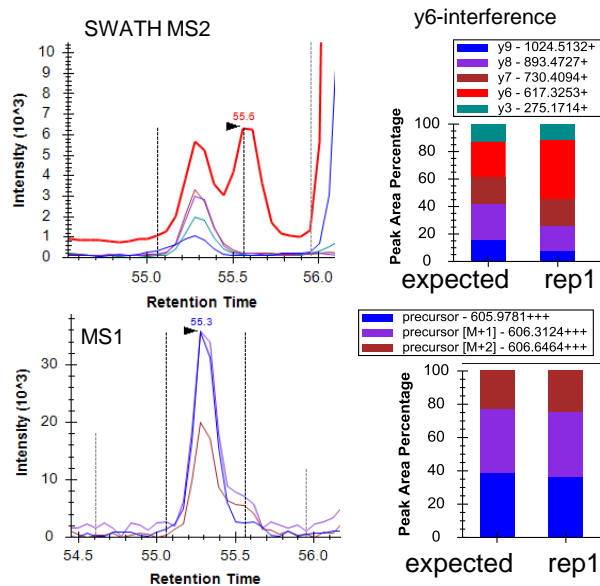 SWATH MS2
y6-interference
y9 - 1024.5132+
y8 - 893.4727+
y7 - 730.4094+
y6 - 617.3253+
y3 - 275.1714+
Intensity (10^3)
10
9
8
7
6
5
4
3
2
1
0
55.6
55.0
55.5
56.0
Retention Time
Peak Area Percentage
100
80
60
40
20
0
expected rep1
MS1
Intensity (10^3)
30
20
10
0
55.3
54.5
55.0
55.5
56.0
Retention Time
precursor - 605.9781+++
precursor [M+1] - 606.3124+++
precursor [M+2] - 606.6464+++
Peak Area Percentage
100
80
60
40
20
0
expected rep1